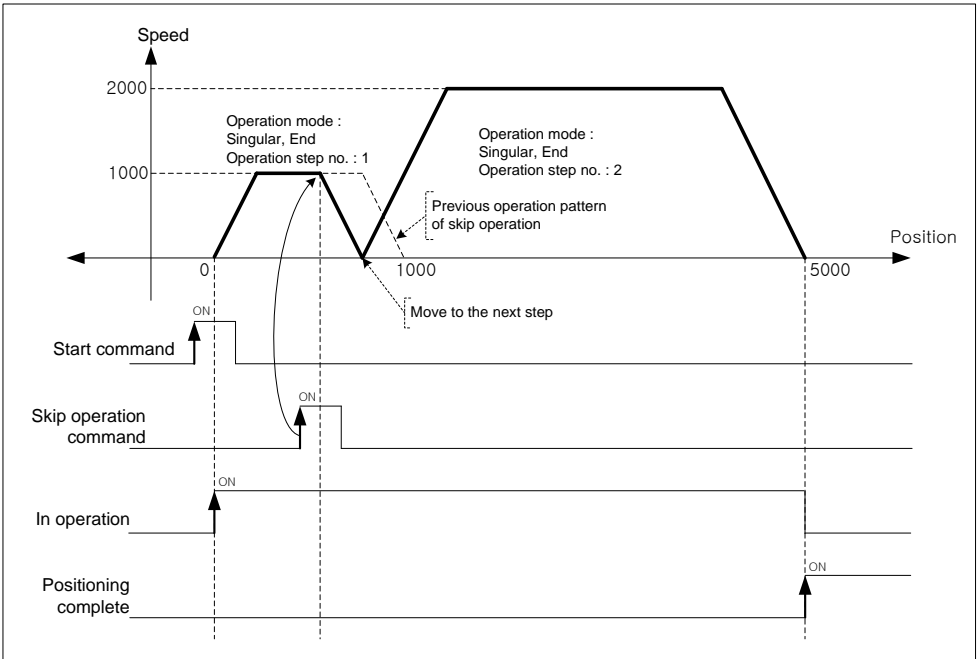 Speed
2000
Operation mode :
Singular, End
Operation step no. : 1
Operation mode :
Singular, End
Operation step no. : 2
1000
Previous operation pattern
of skip operation
Position
0
1000
5000
Move to the next step
ON
Start command
ON
Skip operation
command
ON
In operation
ON
Positioning
complete